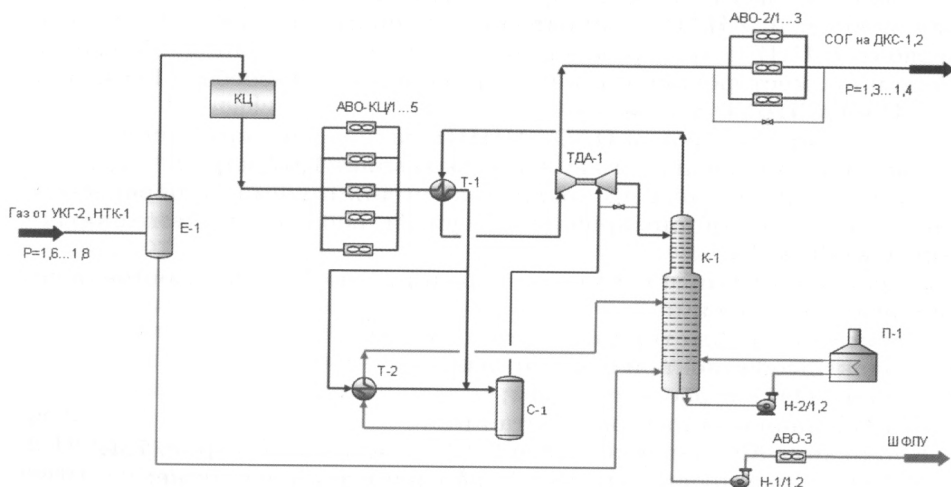 АВО-2/1...3
СОГ на ДКС-1,2
КЦ
АВО-КЦ/1...5
Р=1,3...1,4
ТДА-1
Т-1
Газ от УКГ-2, НТК-1
Е-1
Р=1,6...1,8
К-1
П-1
Т-2
С-1
Н-2/1,2
АВО-3
ШФЛУ
Н-1/1,2